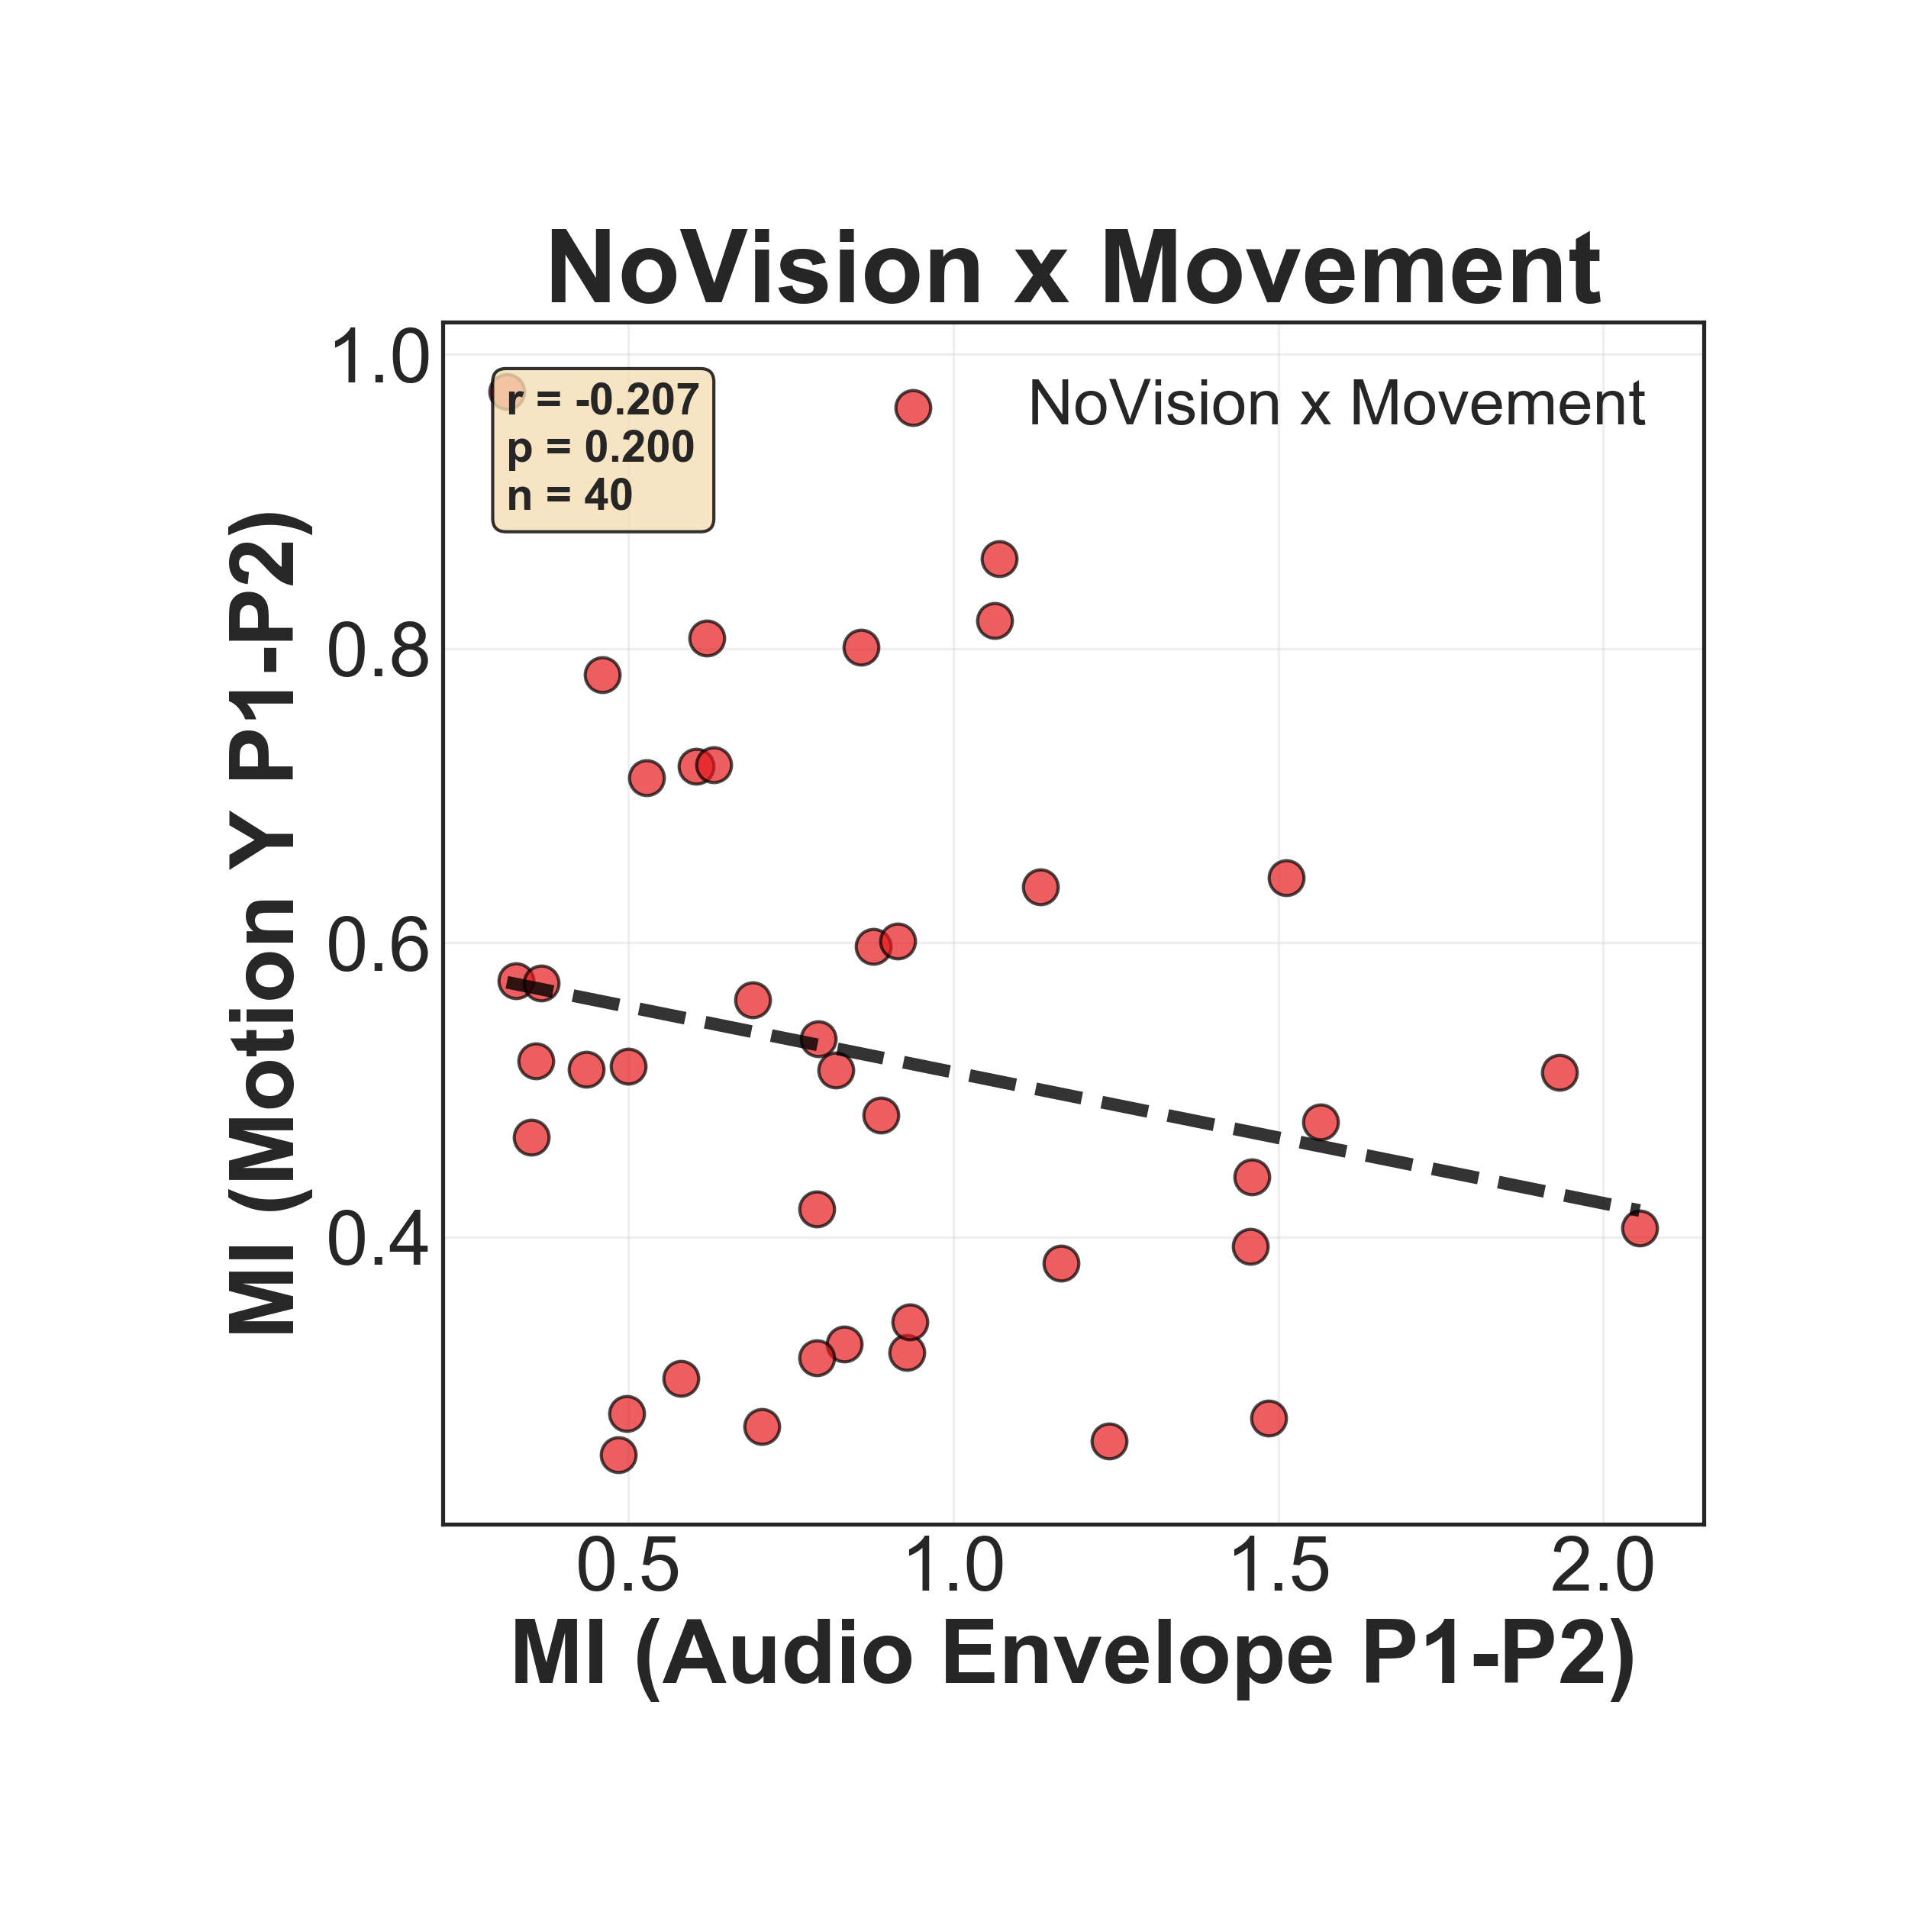 NoVision x Movement
r = -0.207
p = 0.200
n = 40
NoVision x Movement
MI (Motion Y P1-P2)
1.0
0.8
0.6
0.4
0.5 1.0 1.5 2.0
MI (Audio Envelope P1-P2)